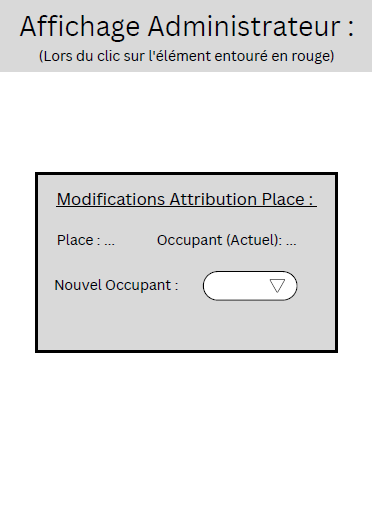 Affichage Administrateur :
(Lors du clic sur l'élément entouré en rouge)
Modifications Attribution Place :
Place : ... Occupant (Actuel): ...
Nouvel Occupant :